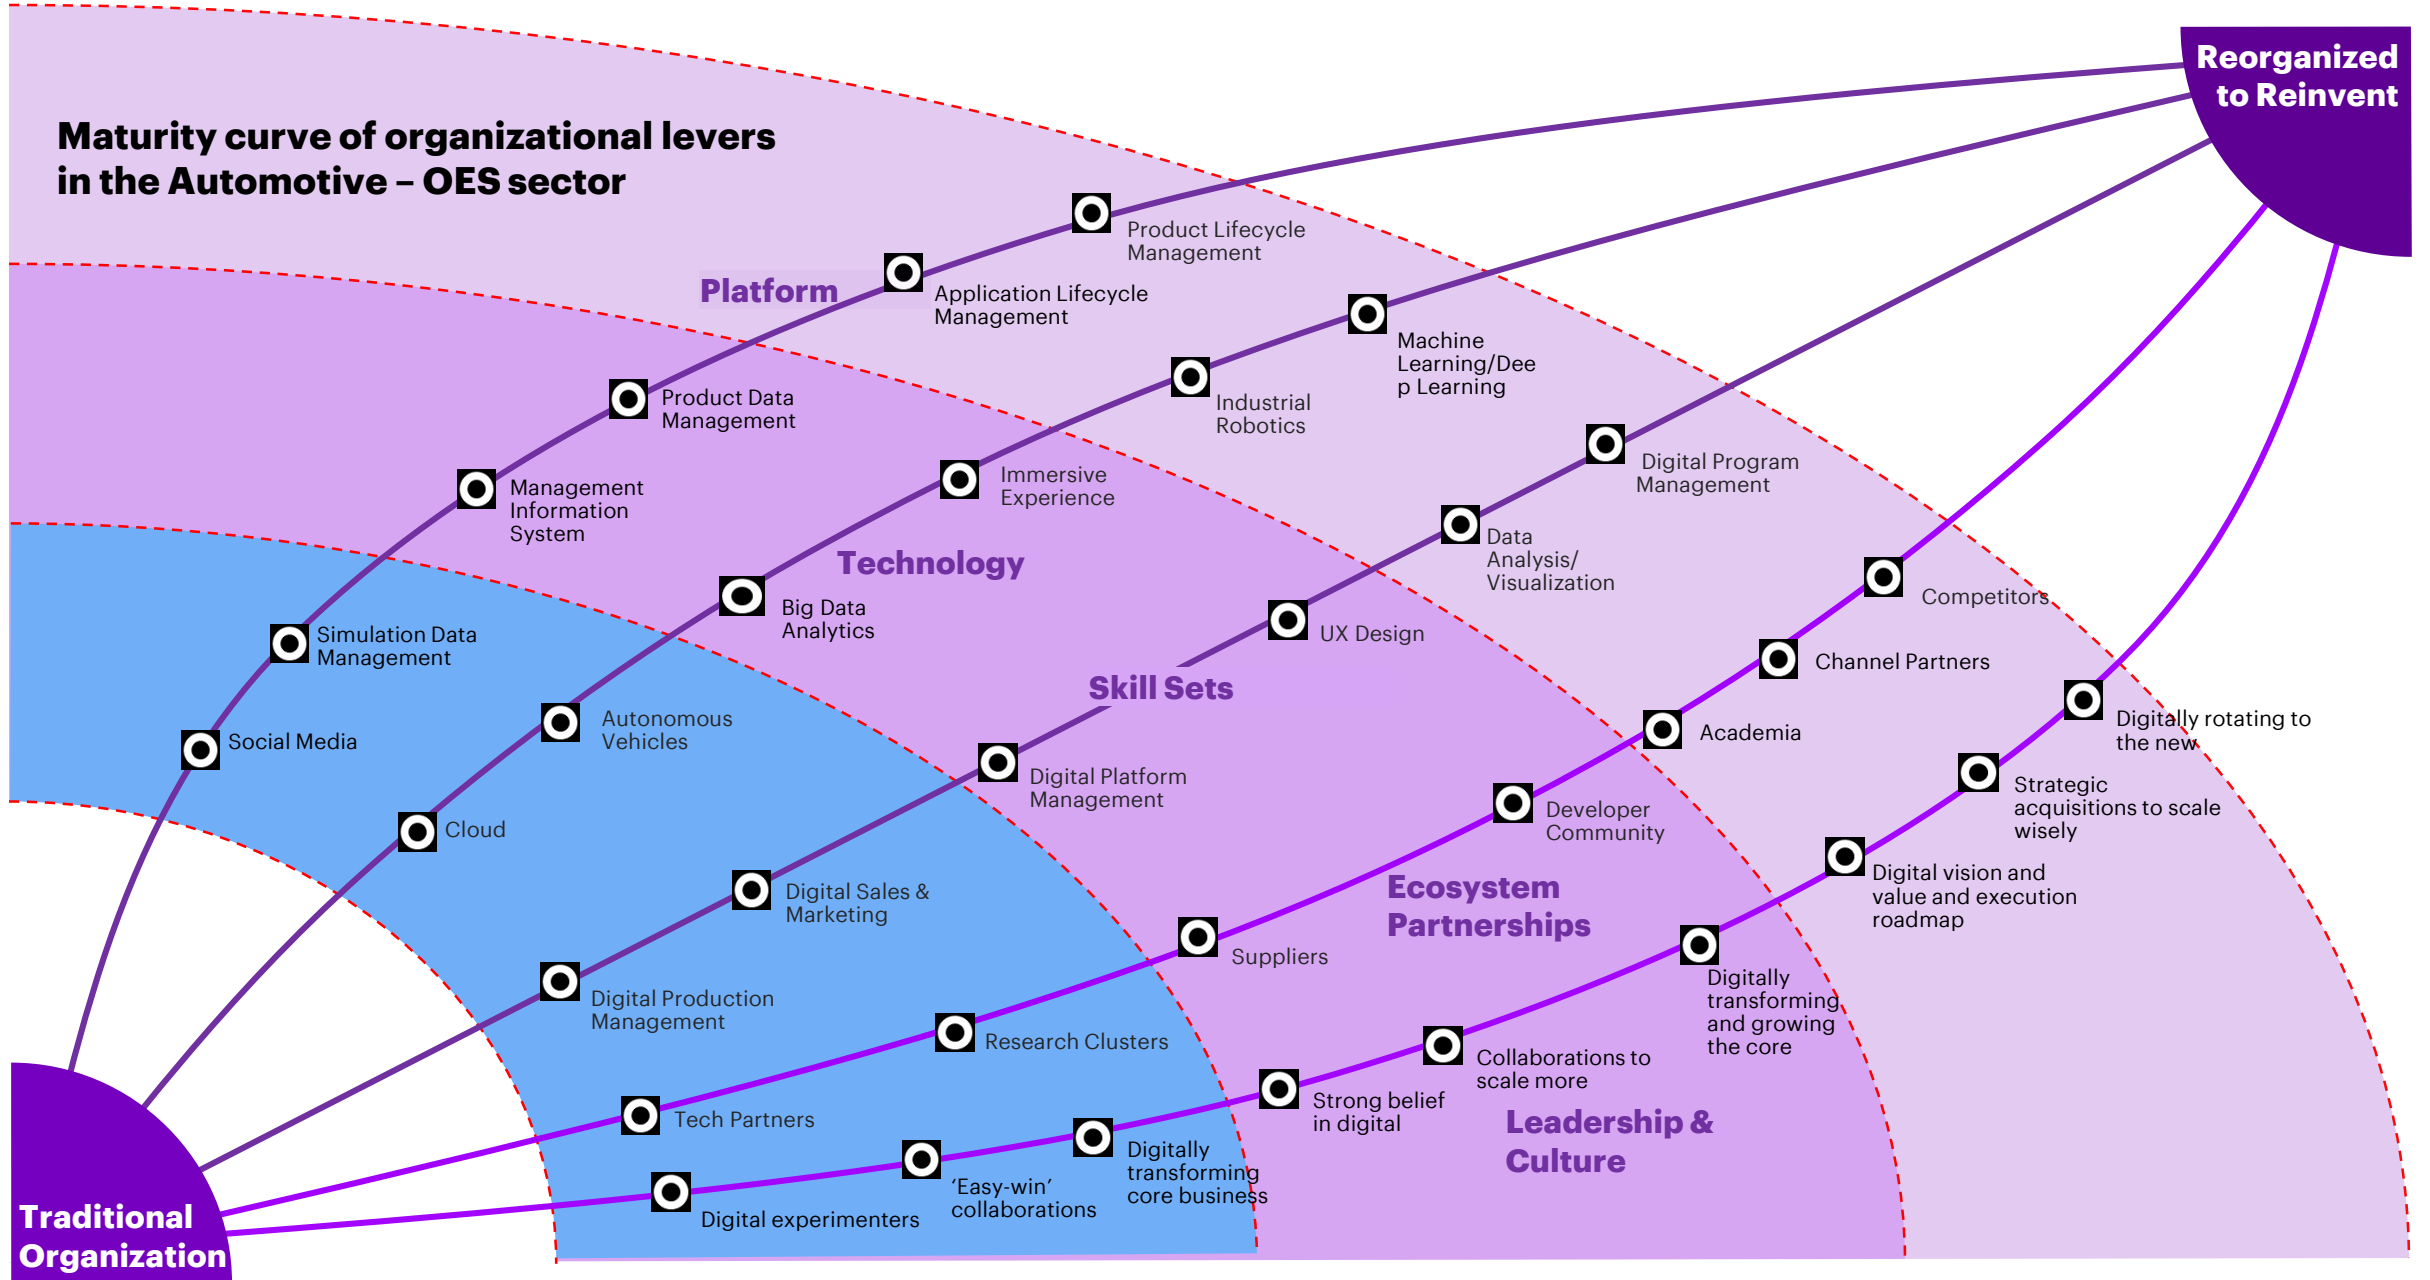 Reorganized
to Reinvent
Maturity curve of organizational levers
in the Automotive – OES sector
Product Lifecycle
Management
Platform
Application Lifecycle
Management
Product Data
Management
Management
Information
System
Simulation Data
Management
Social Media
Machine
Learning/Dee
p Learning
Industrial
Robotics
Immersive
Experience
Technology
Big Data
Analytics
Autonomous
Vehicles
Cloud
Digital Program
Management
Data
Analysis/
Visualization
UX Design
Skill Sets
Digital Platform
Management
Digital Sales &
Marketing
Digital Production
Management
Competitors
Channel Partners
Academia
Developer
Community
Ecosystem
Partnerships
Suppliers
Research Clusters
Tech Partners
Digitally rotating to
the new
Strategic
acquisitions to scale
wisely
Digital vision and
value and execution
roadmap
Digitally
transforming
and growing
the core
Collaborations to
scale more
Leadership &
Culture
Strong belief
in digital
Digitally
transforming
core business
‘Easy-win’
collaborations
Digital experimenters
Traditional
Organization